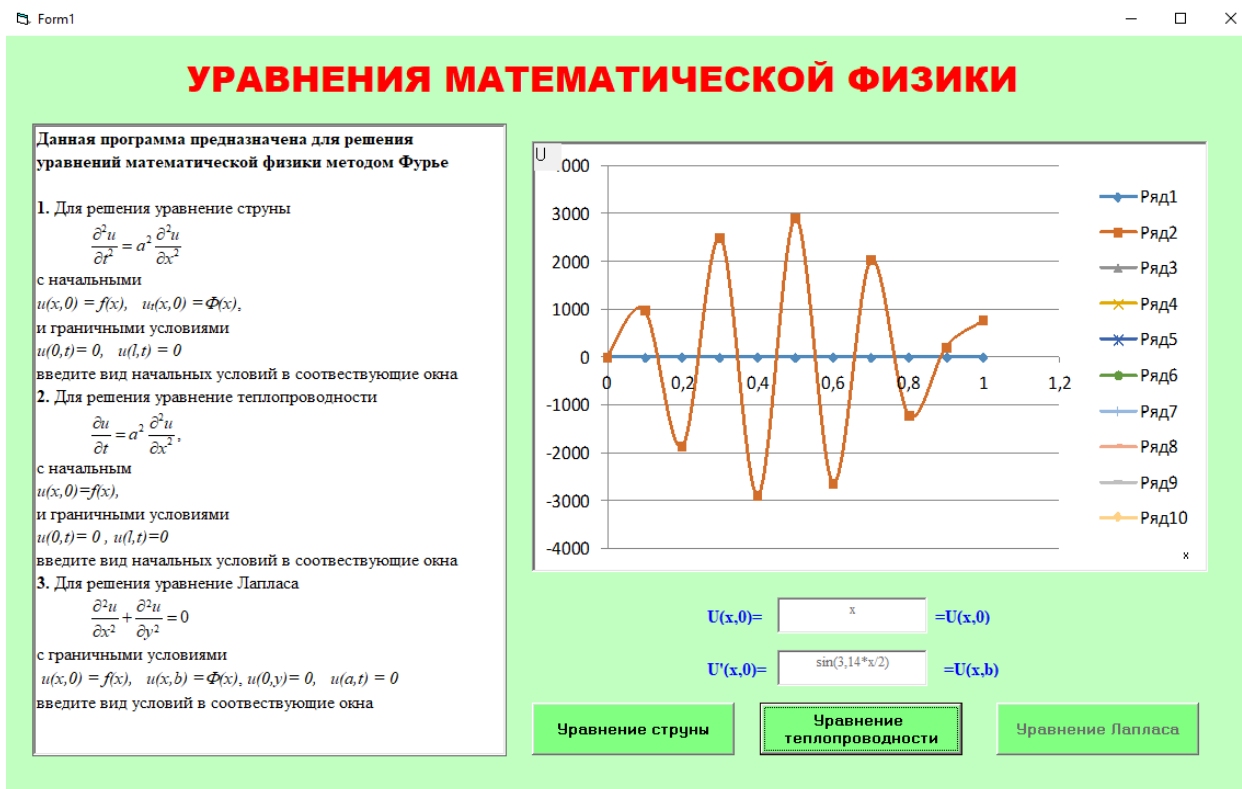 Form1
УРАВНЕНИЯ МАТЕМАТИЧЕСКОЙ ФИЗИКИ
Данная программа предназначена для решения
уравнений математической физики методом Фурье
1. Для решения уравнение струны
∂²u/∂t² = a² ∂²u/∂x²
с начальными
u(x,0) = f(x), uₜ(x,0) = Ф(x),
и граничными условиями
u(0,t)= 0, u(l,t) = 0
введите вид начальных условий в соотвествующие окна
2. Для решения уравнение теплопроводности
∂u/∂t = a² ∂²u/∂x²,
с начальным
u(x,0)=f(x),
и граничными условиями
u(0,t)= 0 , u(l,t)=0
введите вид начальных условий в соотвествующие окна
3. Для решения уравнение Лапласа
∂²u/∂x² + ∂²u/∂y² = 0
с граничными условиями
u(x,0) = f(x), u(x,b) = Ф(x), u(0,y)= 0, u(a,t) = 0
введите вид условий в соотвествующие окна
U
000
3000
2000
1000
0
-1000
-2000
-3000
-4000
0 0,2 0,4 0,6 0,8 1 1,2
x
Ряд1
Ряд2
Ряд3
Ряд4
Ряд5
Ряд6
Ряд7
Ряд8
Ряд9
Ряд10
U(x,0)= x =U(x,0)
U'(x,0)= sin(3,14*x/2) =U(x,b)
Уравнение струны
Уравнение
теплопроводности
Уравнение Лапласа